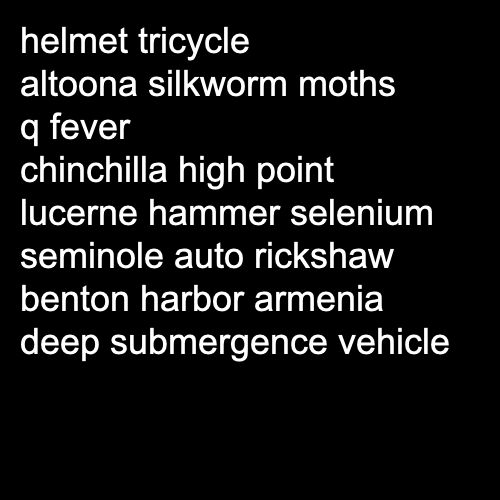 helmet tricycle
altoona silkworm moths
q fever
chinchilla high point
lucerne hammer selenium
seminole auto rickshaw
benton harbor armenia
deep submergence vehicle